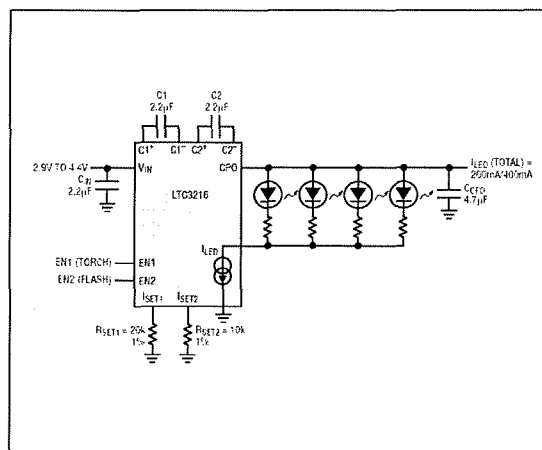 C1
2.2µF
C2
2.2µF
C1+ C1− C2+ C2−
2.9V TO 4.4V
VIN
CPO
ILED (TOTAL) =
200mA/400mA
CIN
2.2µF
LTC3216
CCPO
4.7µF
ILED
EN1 (TORCH)
EN1
EN2 (FLASH)
EN2
ISET1 ISET2
RSET1 = 20k
1%
RSET2 = 10k
1%